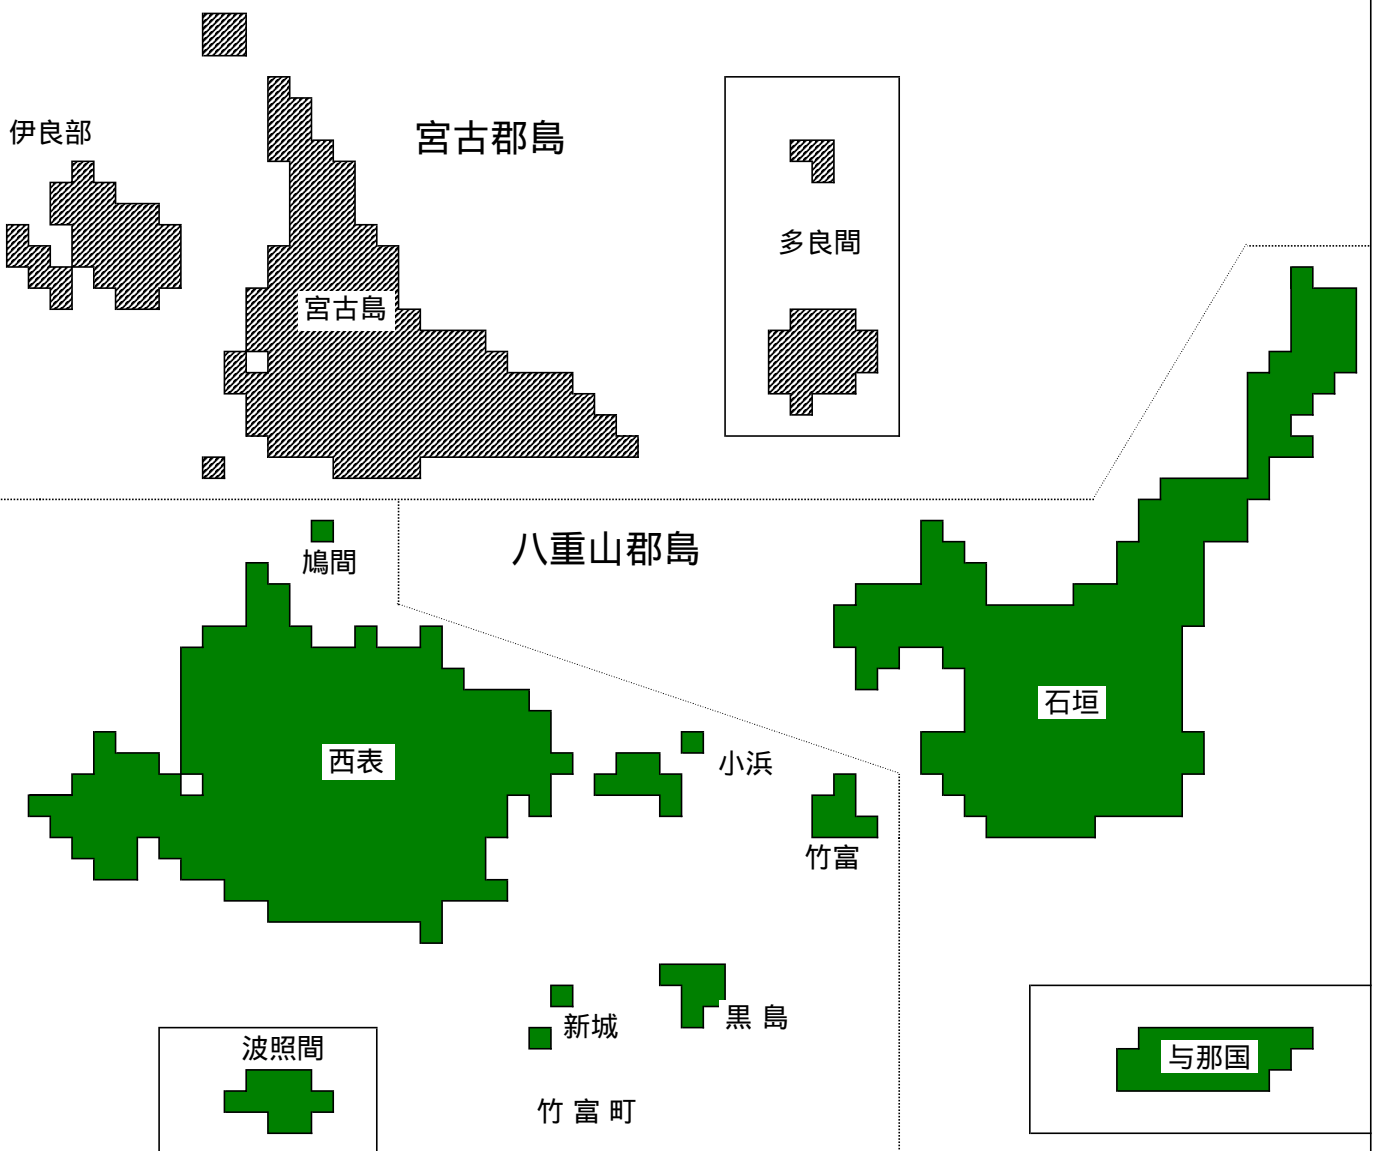 伊良部
宮古郡島
多良間
宮古島
八重山郡島
鳩間
石垣
西表
小浜
竹富
黒 島
新城
波照間
与那国
竹 富 町